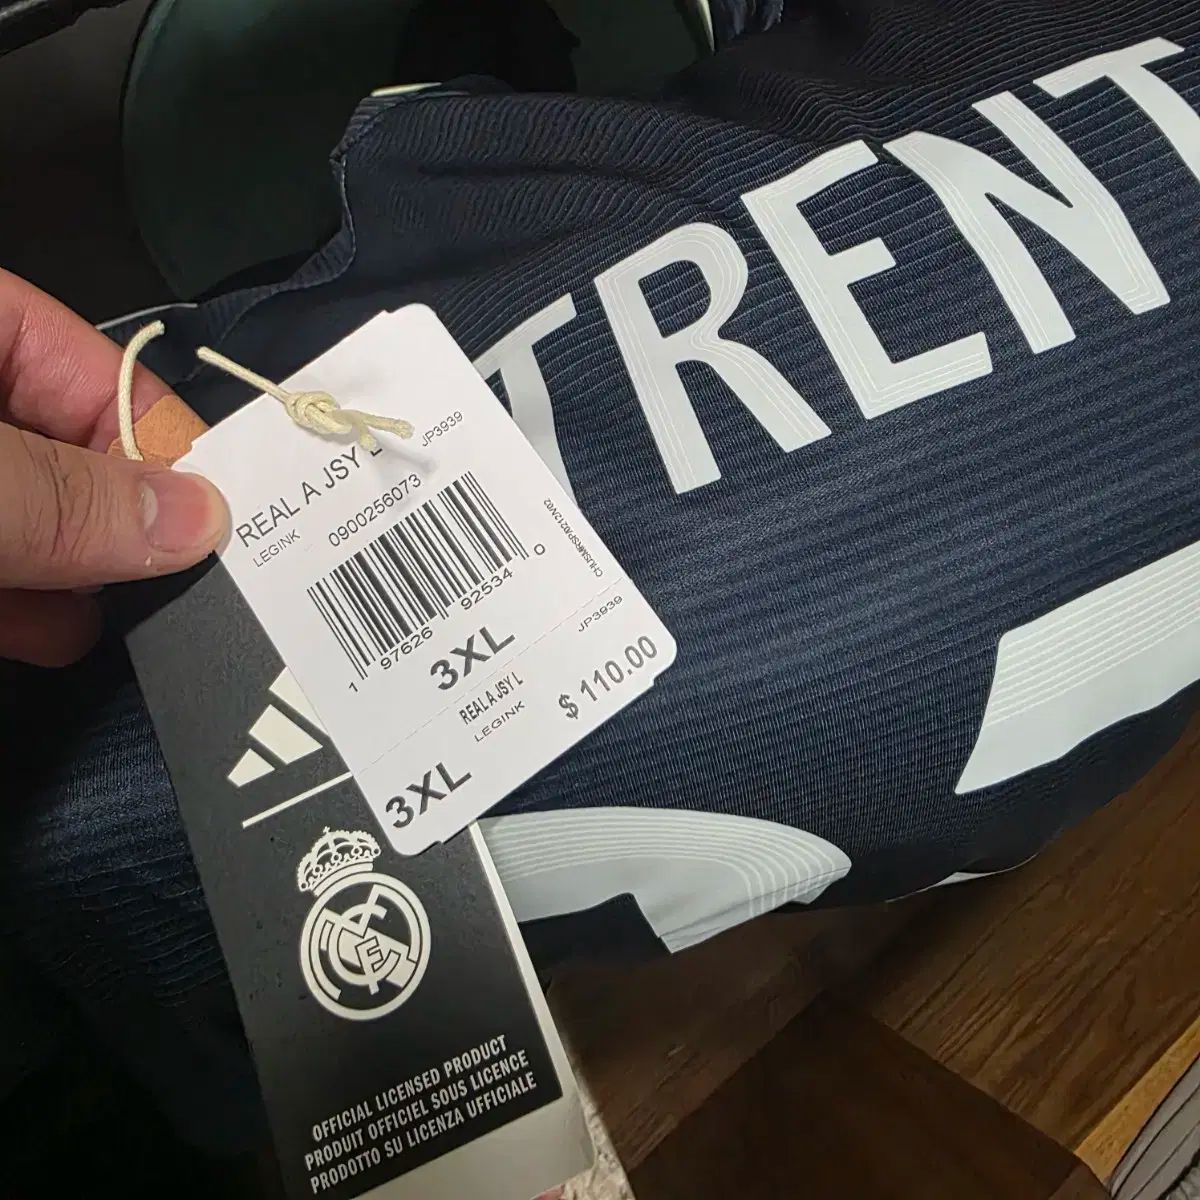 TRENT
REAL A JSY L
JP3939
LEGINK
0900256073
1 97626 92534 0
3XL
JP3939
REAL A JSY L
LEGINK
$ 110.00
3XL
OFFICIAL LICENSED PRODUCT
PRODUIT OFFICIEL SOUS LICENCE
PRODOTTO SU LICENZA UFFICIALE